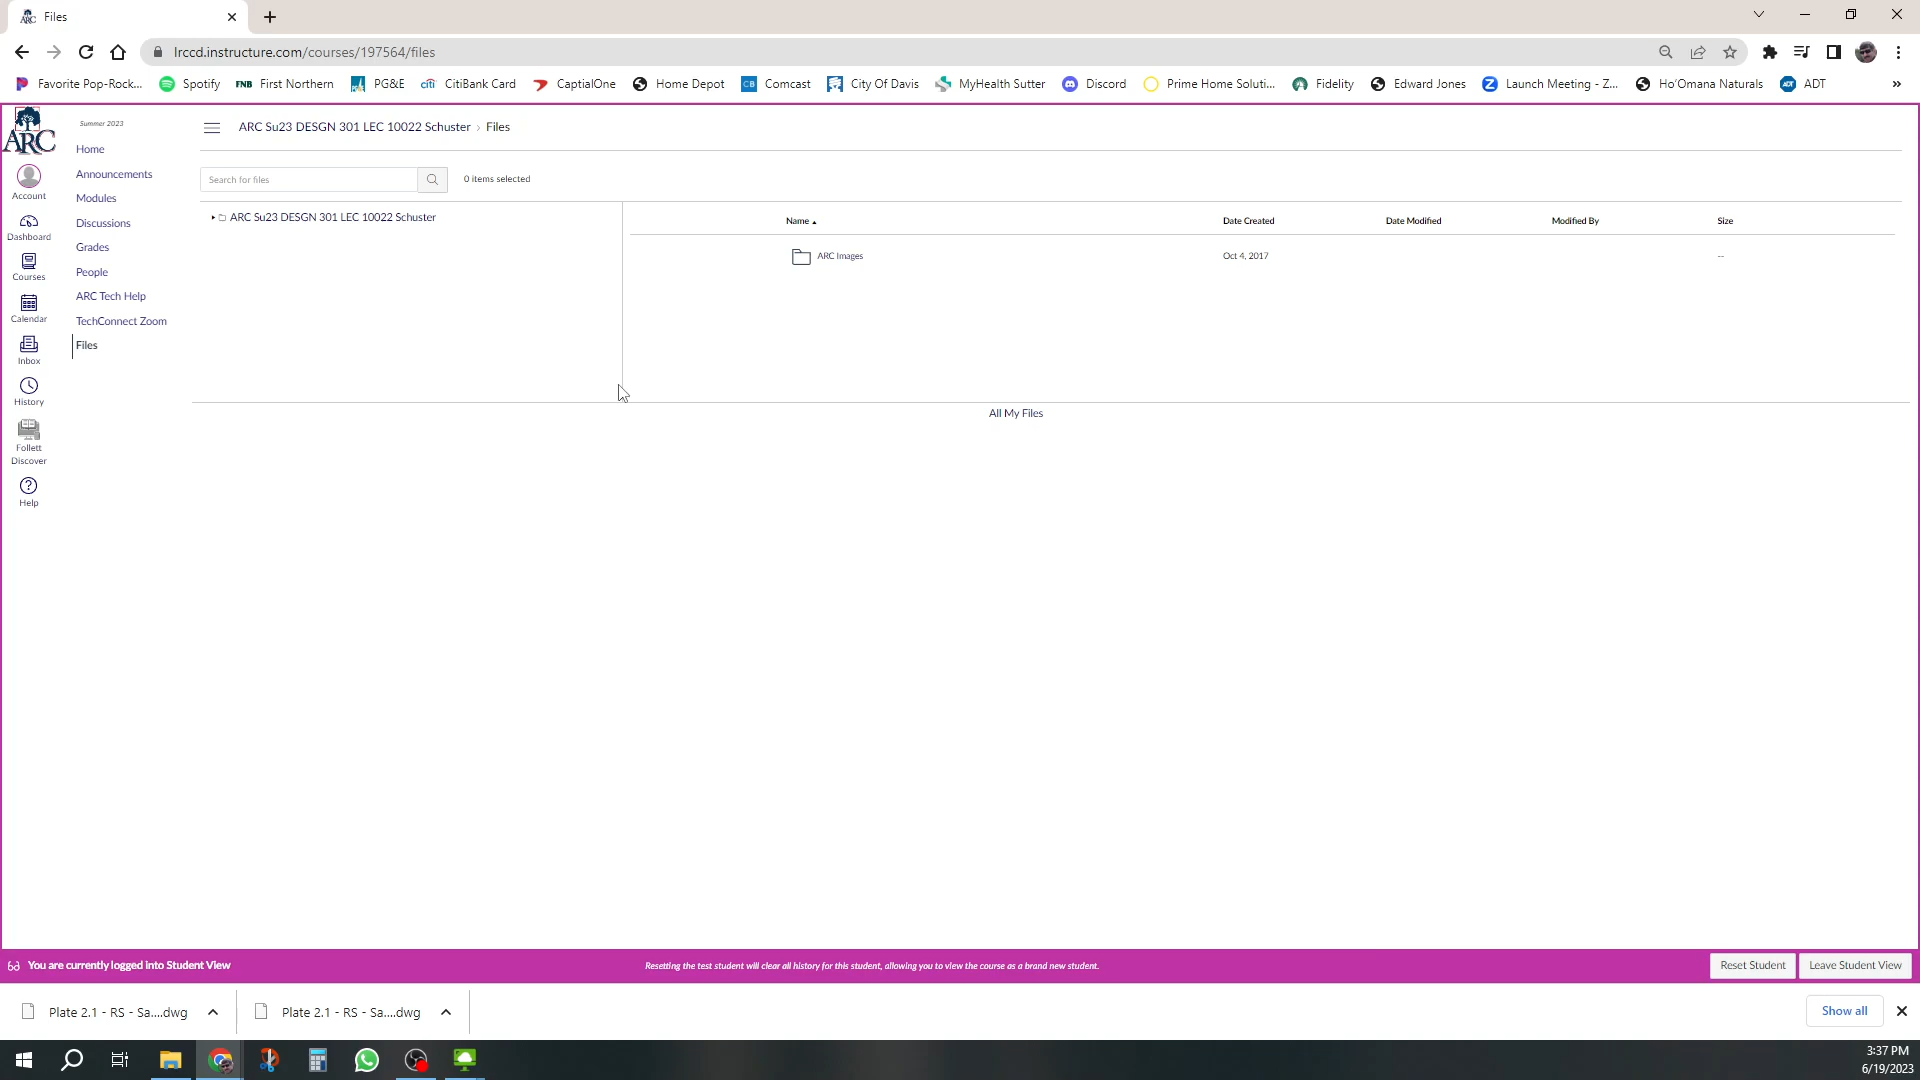 Files
lrccd.instructure.com/courses/197564/files
Favorite Pop-Rock...
Spotify
FNB First Northern
PG&E
citi CitiBank Card
CaptialOne
Home Depot
CB Comcast
City Of Davis
MyHealth Sutter
Discord
Prime Home Soluti...
Fidelity
Edward Jones
Launch Meeting - Z...
Ho'Omana Naturals
ADT ADT
»
ARC
Account
Dashboard
Courses
Calendar
Inbox
History
Follett
Discover
Help
Summer 2023
Home
Announcements
Modules
Discussions
Grades
People
ARC Tech Help
TechConnect Zoom
Files
ARC Su23 DESGN 301 LEC 10022 Schuster › Files
Search for files
0 items selected
ARC Su23 DESGN 301 LEC 10022 Schuster
Name Date Created Date Modified Modified By Size
ARC Images Oct 4, 2017 --
All My Files
You are currently logged into Student View
Resetting the test student will clear all history for this student, allowing you to view the course as a brand new student.
Reset Student
Leave Student View
Plate 2.1 - RS - Sa....dwg
Plate 2.1 - RS - Sa....dwg
Show all
3:37 PM
6/19/2023